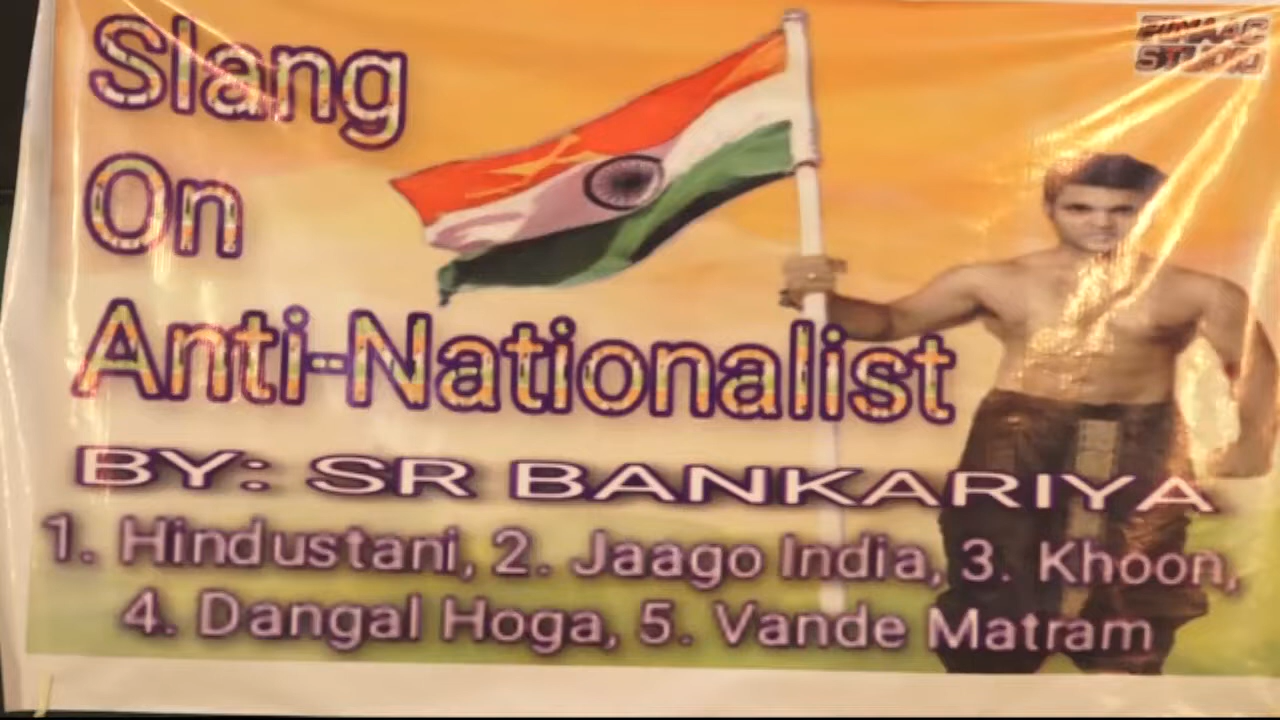 Slang
On
Anti-Nationalist
BY: SR BANKARIYA
1. Hindustani, 2. Jaago India, 3. Khoon,
4. Dangal Hoga, 5. Vande Matram